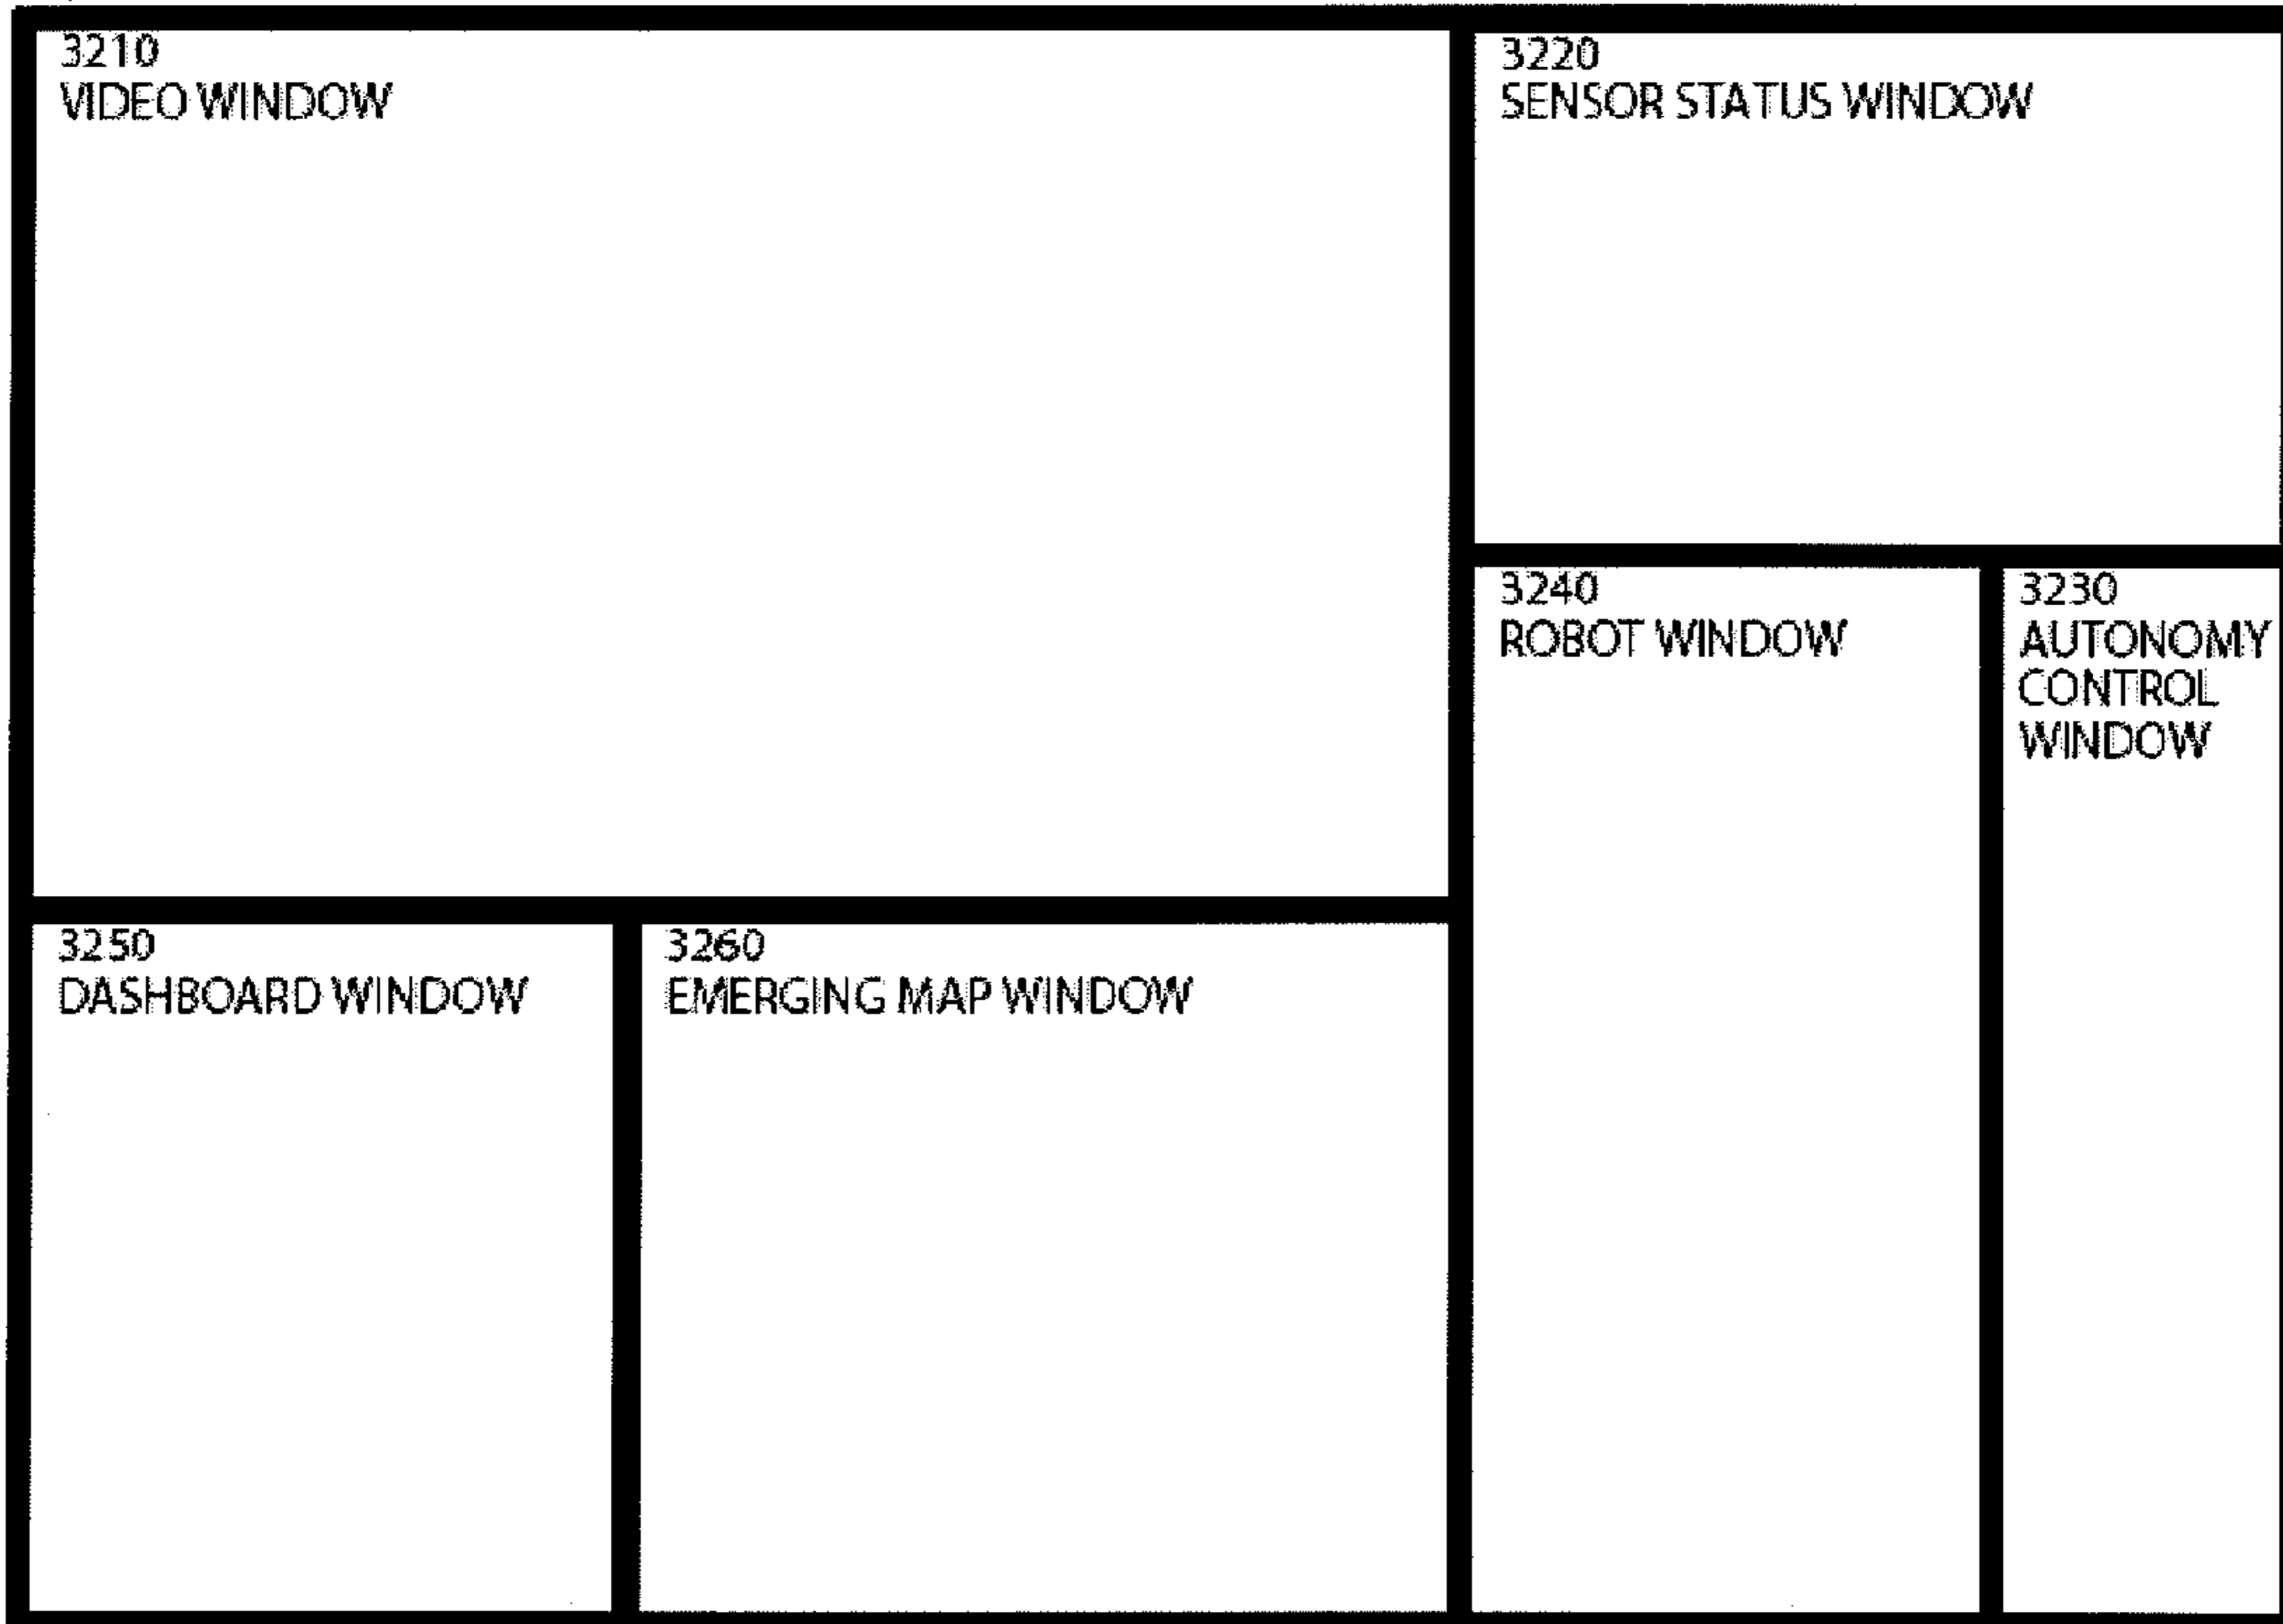 3210
VIDEO WINDOW
3220
SENSOR STATUS WINDOW
3240
ROBOT WINDOW
3230
AUTONOMY
CONTROL
WINDOW
3250
DASHBOARD WINDOW
3260
EMERGING MAP WINDOW